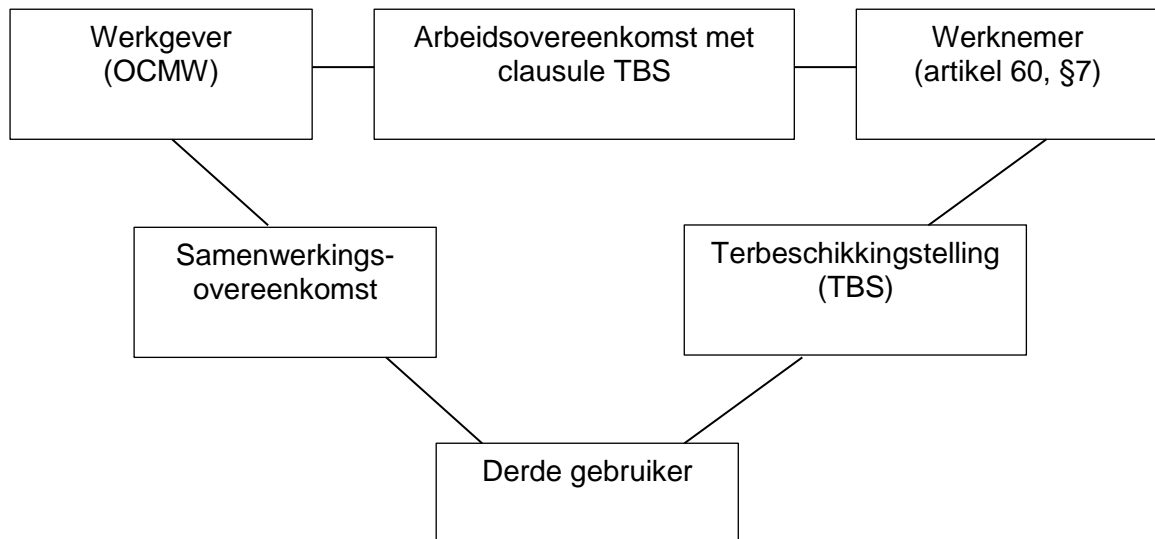 Werkgever
(OCMW)
Arbeidsovereenkomst met
clausule TBS
Werknemer
(artikel 60, §7)
Samenwerkings-
overeenkomst
Terbeschikkingstelling
(TBS)
Derde gebruiker